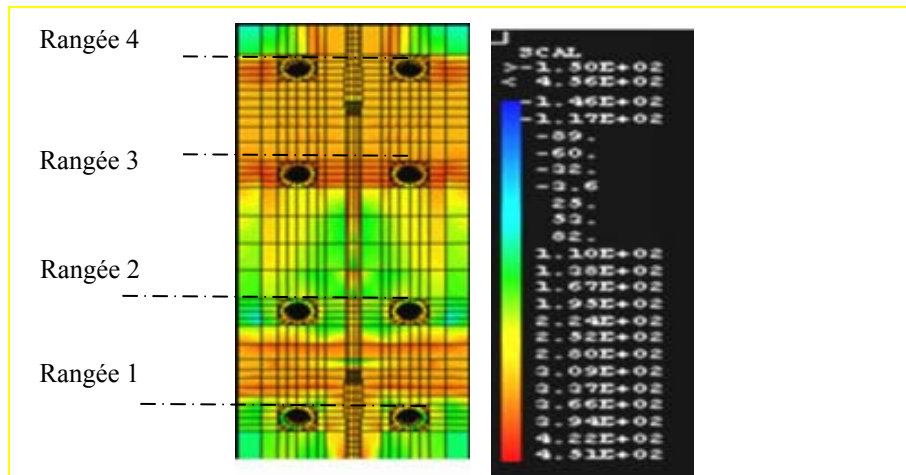 Rangée 4
Rangée 3
Rangée 2
Rangée 1
SCAL
>-1.50E+02
< 4.56E+02
-1.46E+02
-1.17E+02
-89.
-60.
-32.
-3.6
25.
53.
82.
1.10E+02
1.38E+02
1.67E+02
1.95E+02
2.24E+02
2.52E+02
2.80E+02
3.09E+02
3.37E+02
3.66E+02
3.94E+02
4.22E+02
4.51E+02